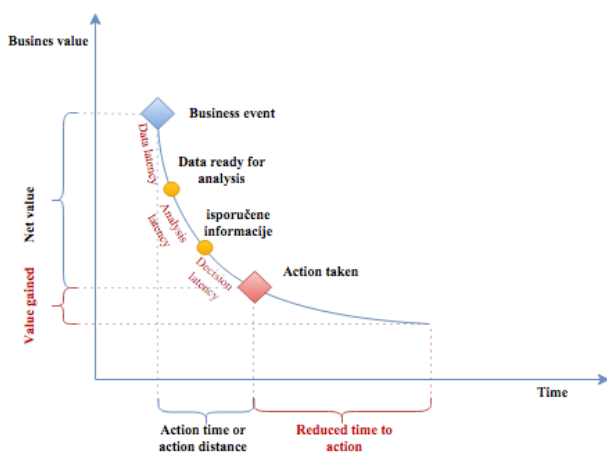 Busines value
Business event
Data latency
Data ready for
analysis
Analysis
latency
isporučene
informacije
Decision
latency
Action taken
Net value
Value gained
Time
Action time or
action distance
Reduced time to
action